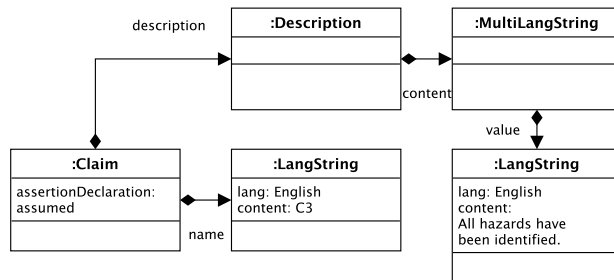 description
:Description
:MultiLangString
content
value
:Claim
assertionDeclaration:
assumed
name
:LangString
lang: English
content: C3
:LangString
lang: English
content:
All hazards have
been identified.